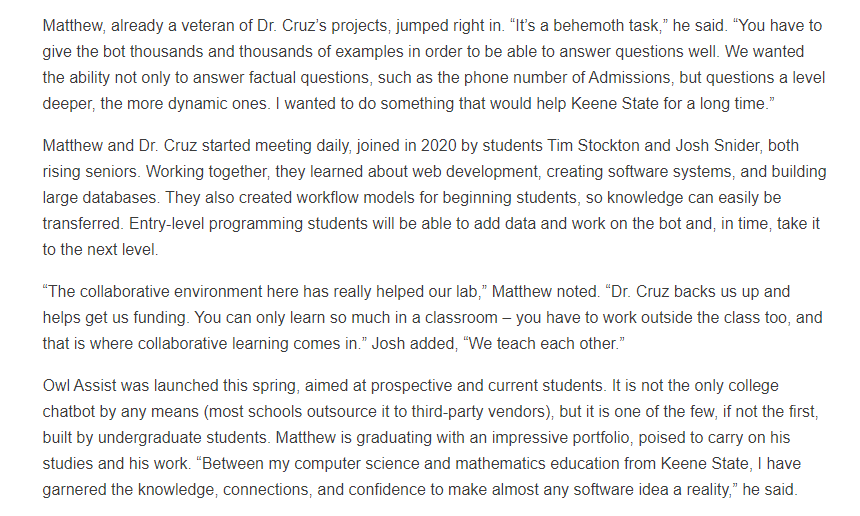 Matthew, already a veteran of Dr. Cruz’s projects, jumped right in. “It’s a behemoth task,” he said. “You have to
give the bot thousands and thousands of examples in order to be able to answer questions well. We wanted
the ability not only to answer factual questions, such as the phone number of Admissions, but questions a level
deeper, the more dynamic ones. I wanted to do something that would help Keene State for a long time.”
Matthew and Dr. Cruz started meeting daily, joined in 2020 by students Tim Stockton and Josh Snider, both
rising seniors. Working together, they learned about web development, creating software systems, and building
large databases. They also created workflow models for beginning students, so knowledge can easily be
transferred. Entry-level programming students will be able to add data and work on the bot and, in time, take it
to the next level.
“The collaborative environment here has really helped our lab,” Matthew noted. “Dr. Cruz backs us up and
helps get us funding. You can only learn so much in a classroom – you have to work outside the class too, and
that is where collaborative learning comes in.” Josh added, “We teach each other.”
Owl Assist was launched this spring, aimed at prospective and current students. It is not the only college
chatbot by any means (most schools outsource it to third-party vendors), but it is one of the few, if not the first,
built by undergraduate students. Matthew is graduating with an impressive portfolio, poised to carry on his
studies and his work. “Between my computer science and mathematics education from Keene State, I have
garnered the knowledge, connections, and confidence to make almost any software idea a reality,” he said.